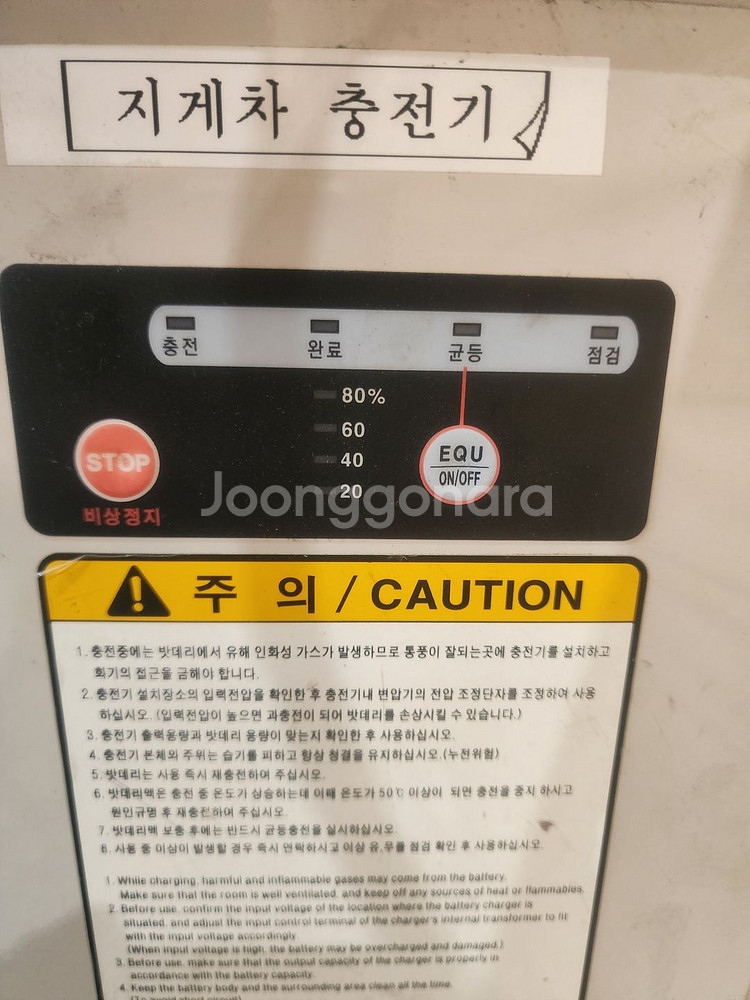 지게차 충전기
충전 완료 균등 점검
80%
60
40
20
STOP
비상정지
EQU
ON/OFF
Joonggonara
주 의 / CAUTION
1. 충전중에는 밧데리에서 유해 인화성 가스가 발생하므로 통풍이 잘되는곳에 충전기를 설치하고
화기의 접근을 금해야 합니다.
2. 충전기 설치장소의 입력전압을 확인한 후 충전기내 변압기의 전압 조정단자를 조정하여 사용
하십시오. (입력전압이 높으면 과충전이 되어 밧데리를 손상시킬 수 있습니다.)
3. 충전기 출력용량과 밧데리 용량이 맞는지 확인한 후 사용하십시오.
4. 충전기 본체와 주위는 습기를 피하고 항상 청결을 유지하십시오.(누전위험)
5. 밧데리는 사용 즉시 재충전하여 주십시오.
6. 밧데리액은 충전 중 온도가 상승하는데 이때 온도가 50℃ 이상이 되면 충전을 중지 하시고
원인규명 후 재충전하여 주십시오.
7. 밧데리액 보충 후에는 반드시 균등충전을 실시하십시오.
8. 사용 중 이상이 발생할 경우 즉시 연락하시고 이상 유,무를 점검 확인 후 사용하십시오.
1. While charging, harmful and inflammable gases may come from the battery.
Make sure that the room is well ventilated, and keep off any sources of heat or flammables.
2. Before use, confirm the input voltage of the location where the battery charger is
situated, and adjust the input control terminal of the charger's internal transformer to fit
with the input voltage accordingly.
(When input voltage is high, the battery may be overcharged and damaged.)
3. Before use, make sure that the output capacity of the charger is properly in
accordance with the battery capacity.
4. Keep the battery body and the surrounding area clean all the time.
(To avoid short circuit)